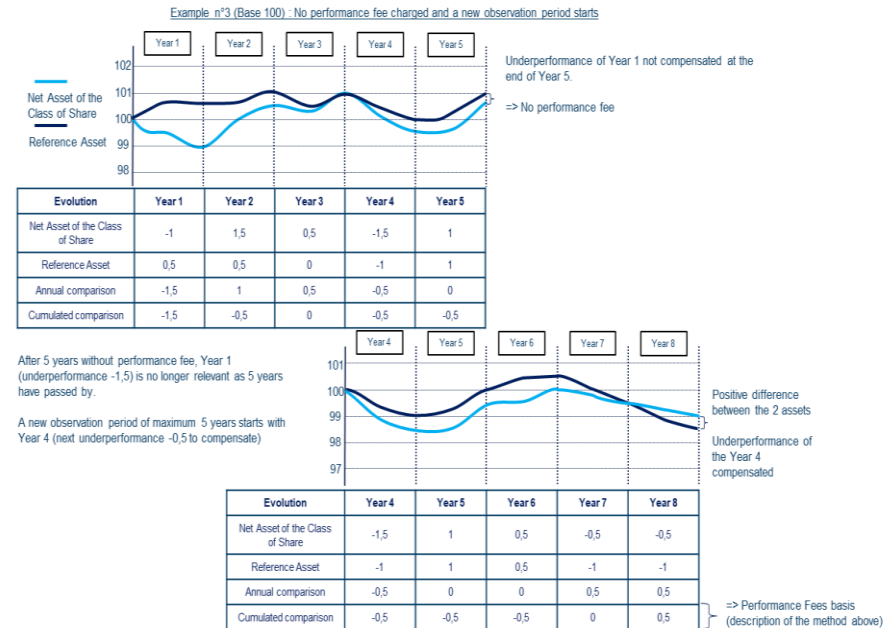 Example n°3 (Base 100) : No performance fee charged and a new observation period starts
Year 1 Year 2 Year 3 Year 4 Year 5
102
101
100
99
98
Net Asset of the
Class of Share
Reference Asset
Underperformance of Year 1 not compensated at the
end of Year 5.
=> No performance fee
Evolution Year 1 Year 2 Year 3 Year 4 Year 5
Net Asset of the Class
of Share -1 1,5 0,5 -1,5 1
Reference Asset 0,5 0,5 0 -1 1
Annual comparison -1,5 1 0,5 -0,5 0
Cumulated comparison -1,5 -0,5 0 -0,5 -0,5
After 5 years without performance fee, Year 1
(underperformance -1,5) is no longer relevant as 5 years
have passed by.
A new observation period of maximum 5 years starts with
Year 4 (next underperformance -0,5 to compensate)
Year 4 Year 5 Year 6 Year 7 Year 8
101
100
99
98
97
Positive difference
between the 2 assets
Underperformance of
the Year 4
compensated
Evolution Year 4 Year 5 Year 6 Year 7 Year 8
Net Asset of the Class
of Share -1,5 1 0,5 -0,5 -0,5
Reference Asset -1 1 0,5 -1 -1
Annual comparison -0,5 0 0 0,5 0,5
Cumulated comparison -0,5 -0,5 -0,5 0 0,5
=> Performance Fees basis
(description of the method above)